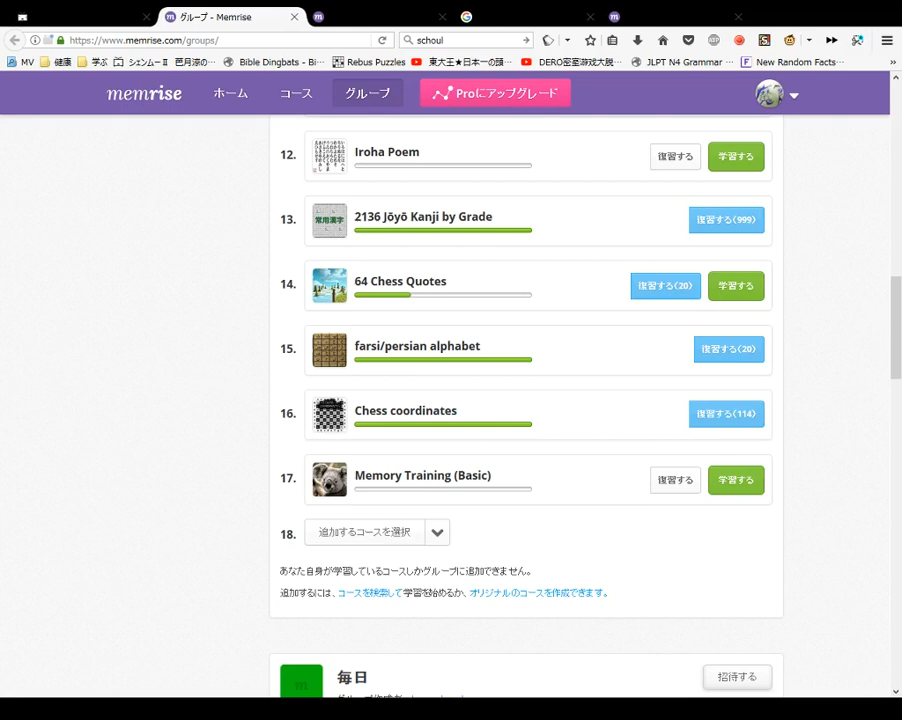 グループ - Memrise
https://www.memrise.com/groups/
schoul
MV 健康 学ぶ シェンムーⅡ 芭月涼の… Bible Dingbats - Bi… Rebus Puzzles 東大王★日本一の頭… DERO密室游戏大脱… JLPT N4 Grammar … New Random Facts…
memrise ホーム コース グループ Proにアップグレード
12. Iroha Poem 復習する 学習する
13. 2136 Jōyō Kanji by Grade 復習する(999)
14. 64 Chess Quotes 復習する(20) 学習する
15. farsi/persian alphabet 復習する(20)
16. Chess coordinates 復習する(114)
17. Memory Training (Basic) 復習する 学習する
18. 追加するコースを選択
あなた自身が学習しているコースしかグループに追加できません。
追加するには、コースを検索して学習を始めるか、オリジナルのコースを作成できます。
毎日 招待する